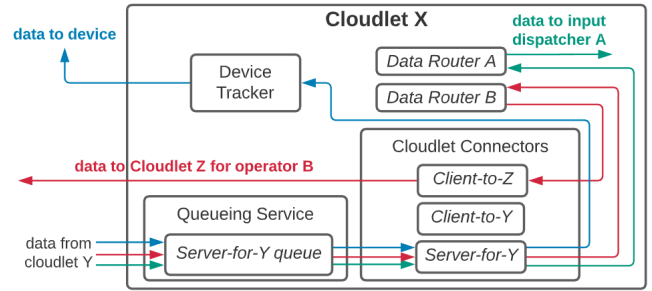 Cloudlet X
data to device
data to input
dispatcher A
Device
Tracker
Data Router A
Data Router B
Cloudlet Connectors
data to Cloudlet Z for operator B
Client-to-Z
Queueing Service
Client-to-Y
data from
cloudlet Y
Server-for-Y queue
Server-for-Y